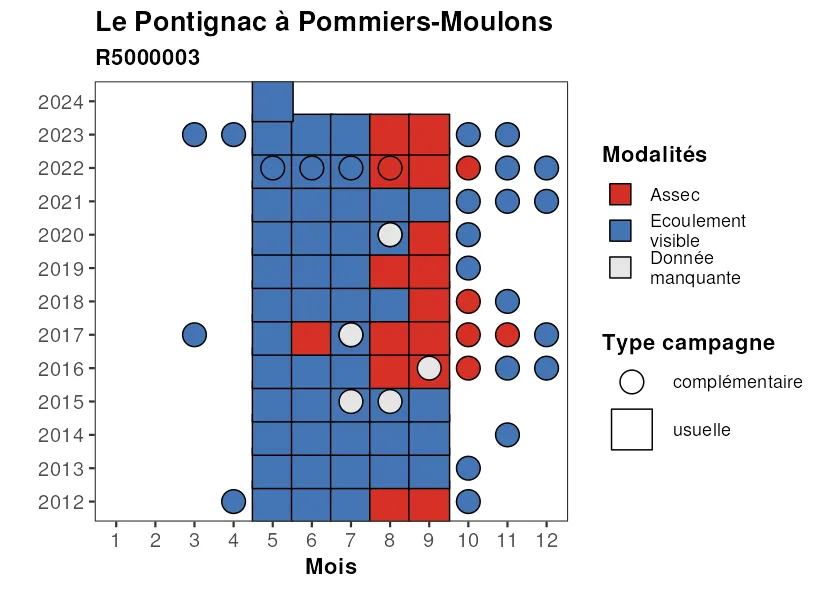 Le Pontignac à Pommiers-Moulons
R5000003
2024
2023
2022
2021
2020
2019
2018
2017
2016
2015
2014
2013
2012
1 2 3 4 5 6 7 8 9 10 11 12
Mois
Modalités
Assec
Ecoulement
visible
Donnée
manquante
Type campagne
complémentaire
usuelle